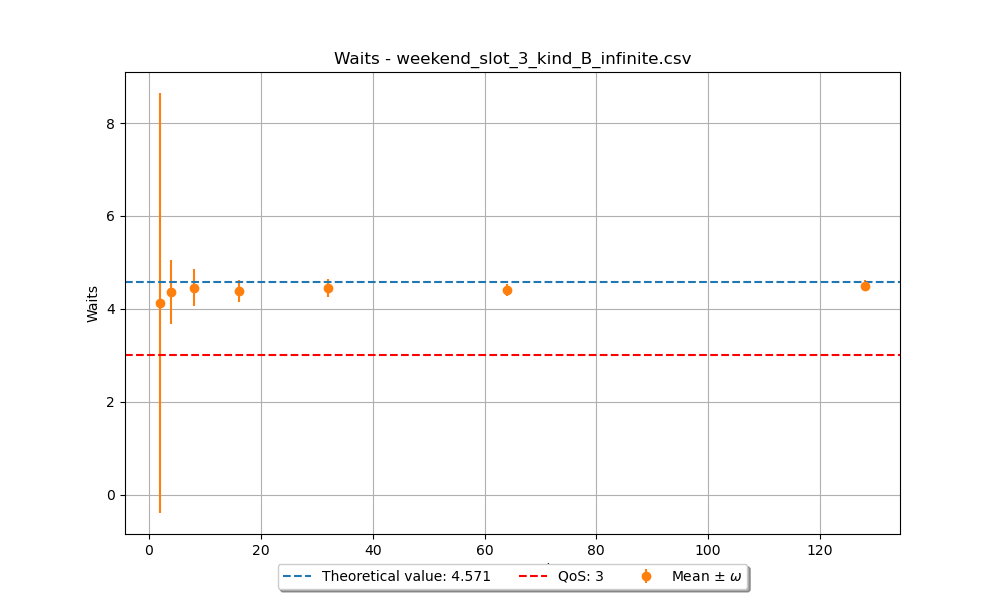 Waits - weekend_slot_3_kind_B_infinite.csv
8
6
4
2
0
Waits
0 20 40 60 80 100 120
Theoretical value: 4.571 QoS: 3 Mean ± ω